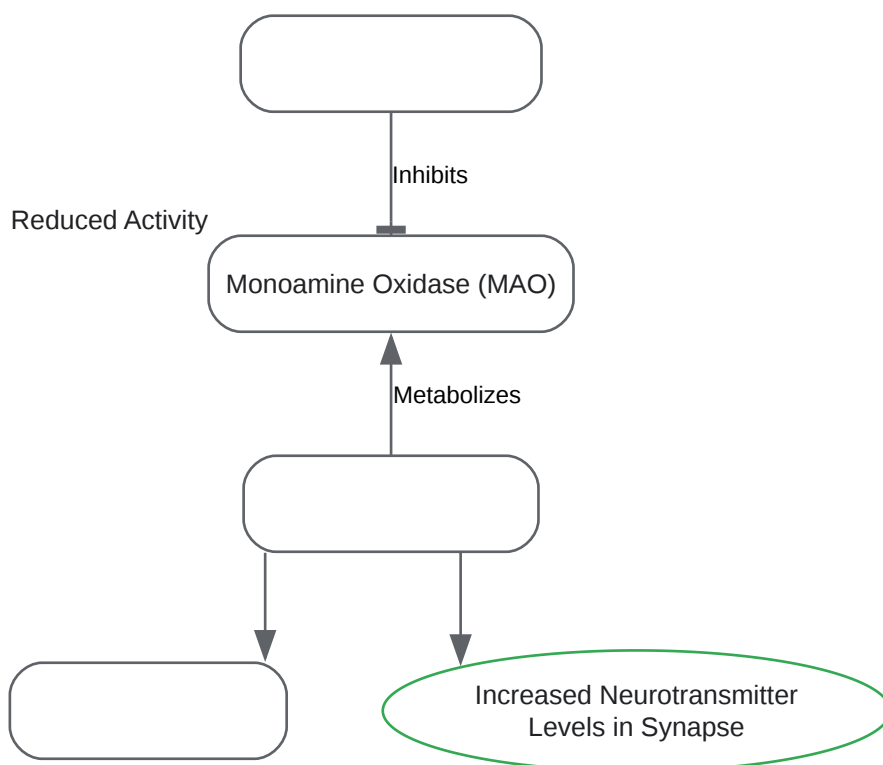 Inhibits
Reduced Activity
Monoamine Oxidase (MAO)
Metabolizes
Increased Neurotransmitter
Levels in Synapse